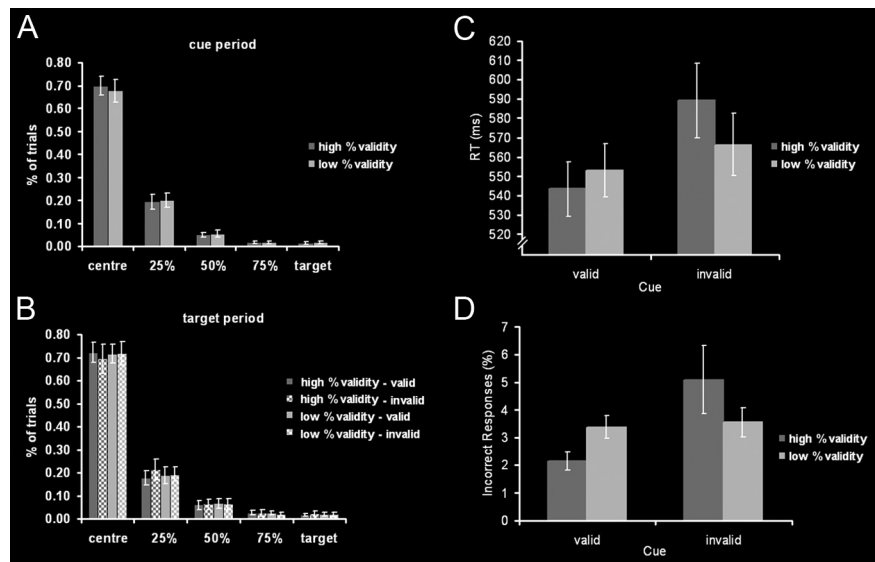 A
cue period
% of trials
0.80
0.70
0.60
0.50
0.40
0.30
0.20
0.10
0.00
centre 25% 50% 75% target
high % validity
low % validity
B
target period
% of trials
0.80
0.70
0.60
0.50
0.40
0.30
0.20
0.10
0.00
centre 25% 50% 75% target
high % validity - valid
high % validity - invalid
low % validity - valid
low % validity - invalid
C
RT (ms)
620
610
600
590
580
570
560
550
540
530
520
valid invalid
Cue
high % validity
low % validity
D
Incorrect Responses (%)
7
6
5
4
3
2
1
0
valid invalid
Cue
high % validity
low % validity